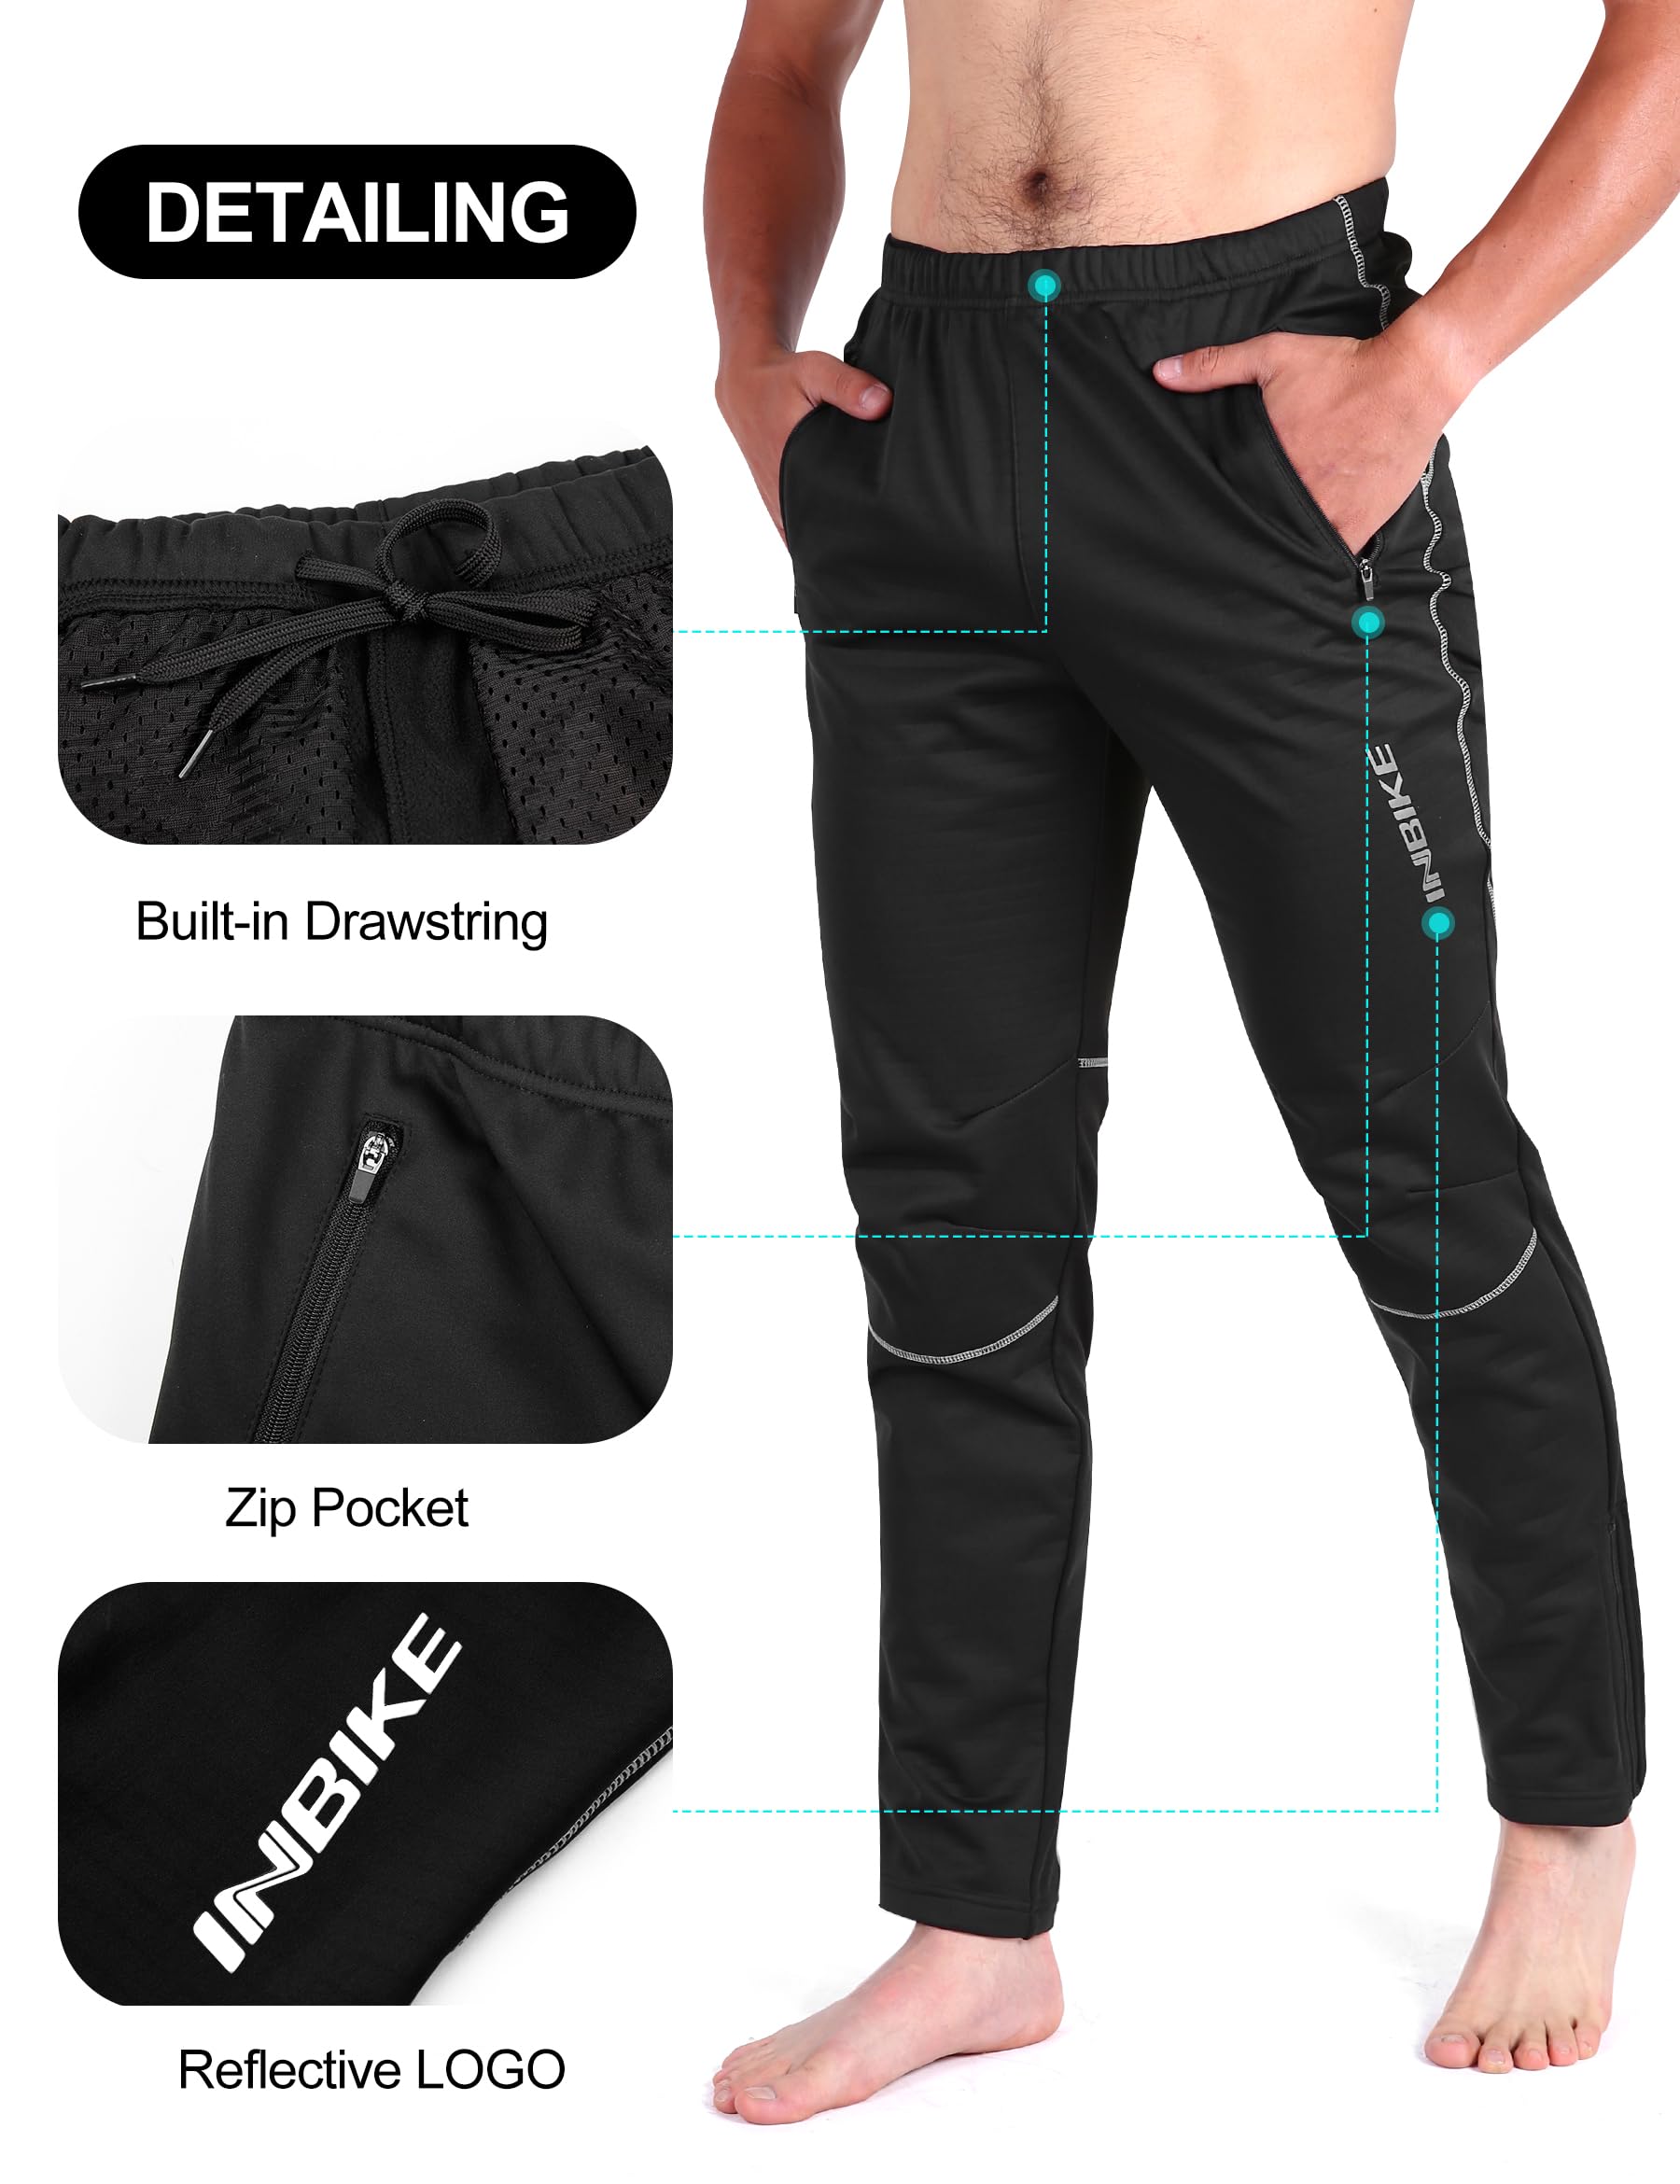 DETAILING
Built-in Drawstring
Zip Pocket
INBIKE
Reflective LOGO
INBIKE